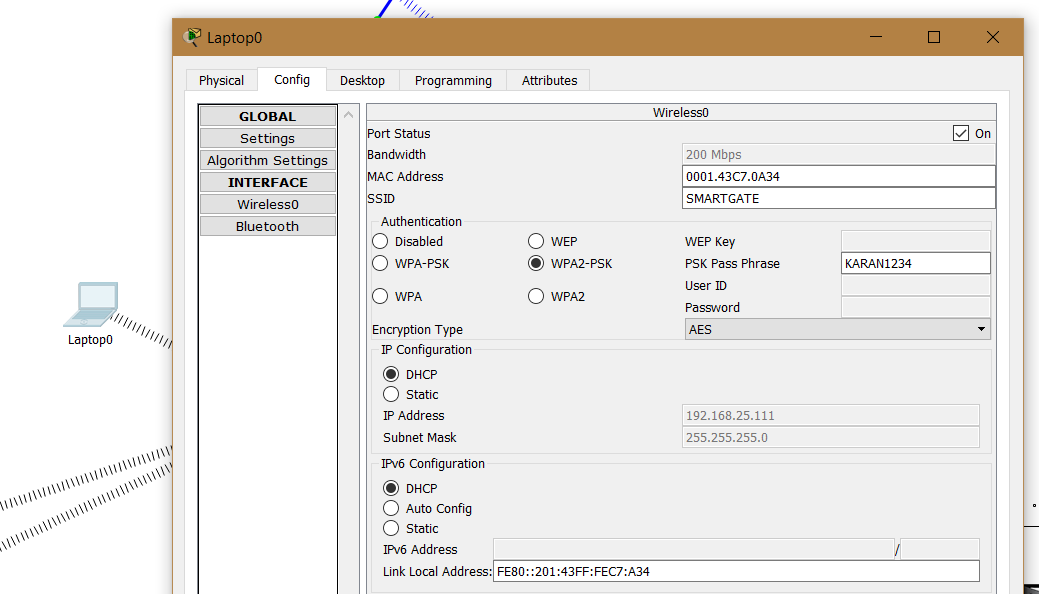 Laptop0
Physical Config Desktop Programming Attributes
GLOBAL
Settings
Algorithm Settings
INTERFACE
Wireless0
Bluetooth
Wireless0
Port Status On
Bandwidth 200 Mbps
MAC Address 0001.43C7.0A34
SSID SMARTGATE
Authentication
Disabled WEP WEP Key
WPA-PSK WPA2-PSK PSK Pass Phrase KARAN1234
User ID
WPA WPA2
Password
Encryption Type AES
IP Configuration
DHCP
Static
IP Address 192.168.25.111
Subnet Mask 255.255.255.0
IPv6 Configuration
DHCP
Auto Config
Static
IPv6 Address /
Link Local Address: FE80::201:43FF:FEC7:A34
Laptop0